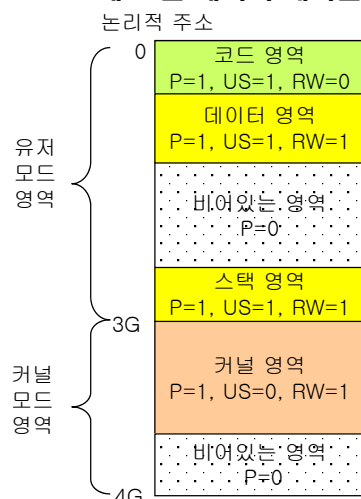 논리적 주소
0
코드 영역
P=1, US=1, RW=0
데이터 영역
P=1, US=1, RW=1
유저
모드
영역
비어있는 영역
P=0
스택 영역
P=1, US=1, RW=1
3G
커널 영역
P=1, US=0, RW=1
커널
모드
영역
비어있는 영역
P=0
4G